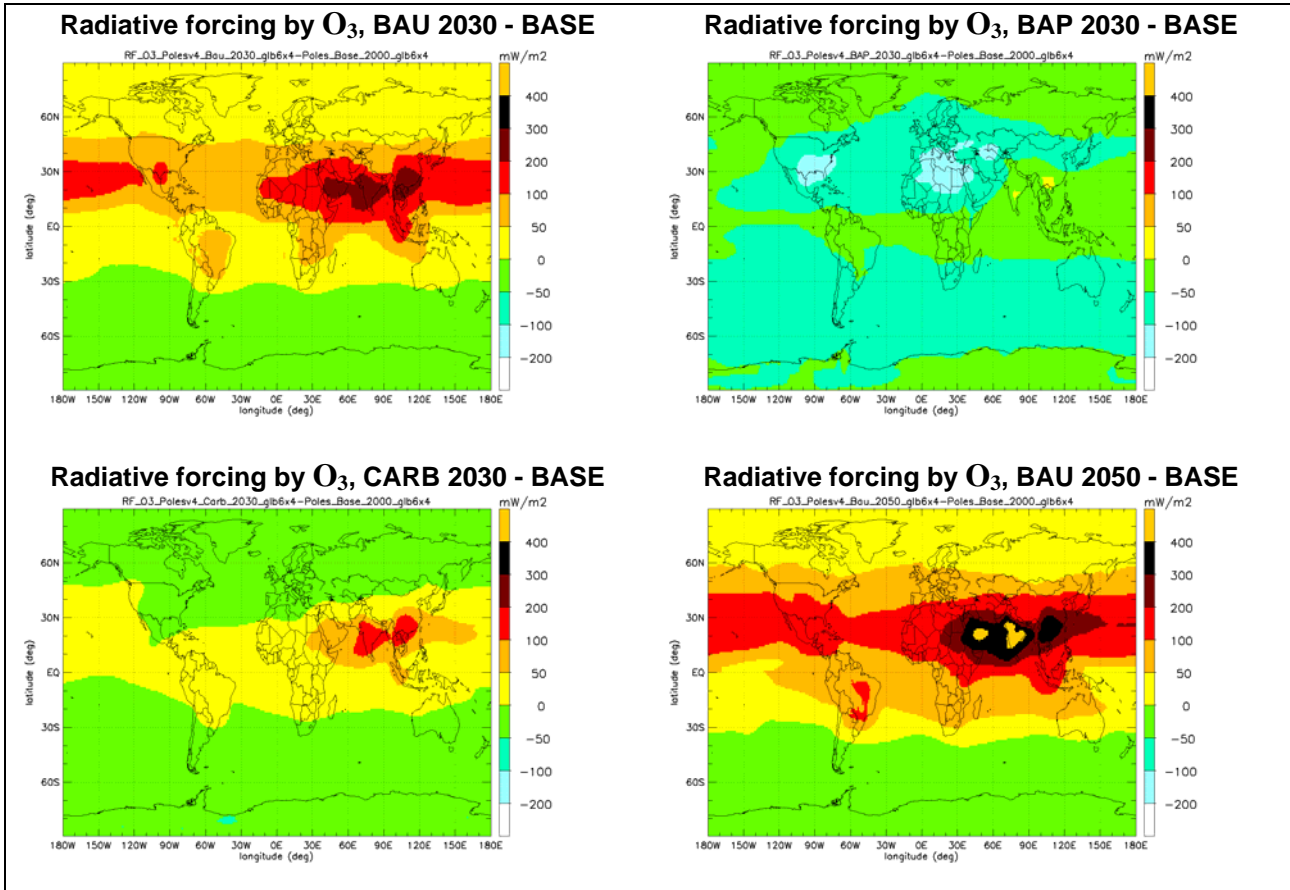 Radiative forcing by O3, BAU 2030 - BASE
RF_O3_Polesv4_Bau_2030_glb6x4-Poles_Base_2000_glb6x4
mW/m2
400
300
200
100
50
0
-50
-100
-200
60N
30N
EQ
30S
60S
latitude (deg)
180W 150W 120W 90W 60W 30W 0E 30E 60E 90E 120E 150E 180E
longitude (deg)
Radiative forcing by O3, BAP 2030 - BASE
RF_O3_Polesv4_BAP_2030_glb6x4-Poles_Base_2000_glb6x4
mW/m2
400
300
200
100
50
0
-50
-100
-200
60N
30N
EQ
30S
60S
latitude (deg)
180W 150W 120W 90W 60W 30W 0E 30E 60E 90E 120E 150E 180E
longitude (deg)
Radiative forcing by O3, CARB 2030 - BASE
RF_O3_Polesv4_Carb_2030_glb6x4-Poles_Base_2000_glb6x4
mW/m2
400
300
200
100
50
0
-50
-100
-200
60N
30N
EQ
30S
60S
latitude (deg)
180W 150W 120W 90W 60W 30W 0E 30E 60E 90E 120E 150E 180E
longitude (deg)
Radiative forcing by O3, BAU 2050 - BASE
RF_O3_Polesv4_Bau_2050_glb6x4-Poles_Base_2000_glb6x4
mW/m2
400
300
200
100
50
0
-50
-100
-200
60N
30N
EQ
30S
60S
latitude (deg)
180W 150W 120W 90W 60W 30W 0E 30E 60E 90E 120E 150E 180E
longitude (deg)